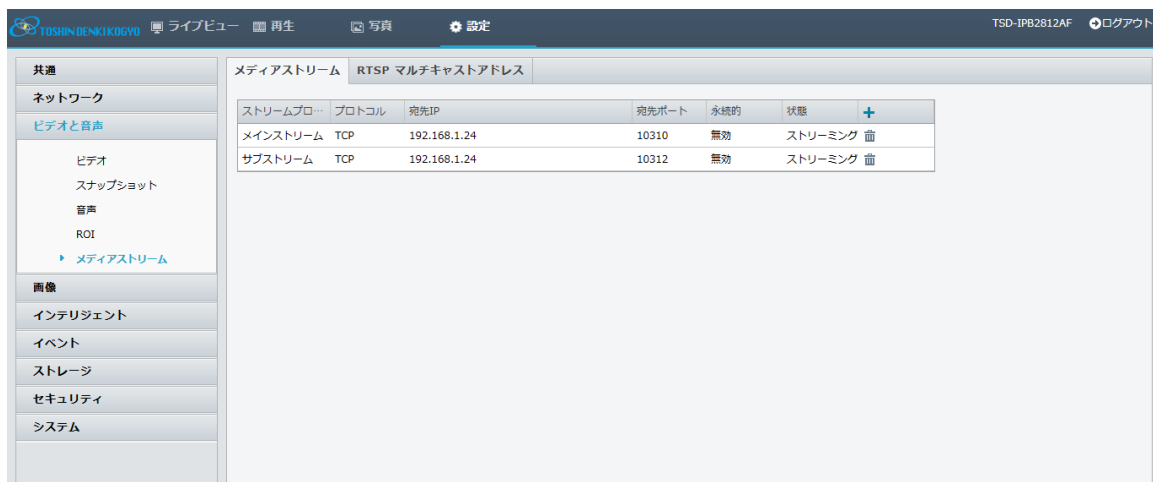 TOSHIN DENKI KOGYO ライブビュー 再生 写真 設定 TSD-IPB2812AF ログアウト
共通
ネットワーク
ビデオと音声
ビデオ
スナップショット
音声
ROI
メディアストリーム
画像
インテリジェント
イベント
ストレージ
セキュリティ
システム
メディアストリーム RTSP マルチキャストアドレス
ストリームプロ… プロトコル 宛先IP 宛先ポート 永続的 状態
メインストリーム TCP 192.168.1.24 10310 無効 ストリーミング
サブストリーム TCP 192.168.1.24 10312 無効 ストリーミング